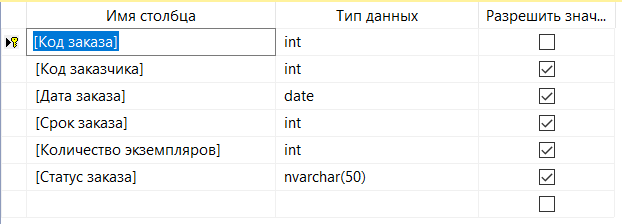 Имя столбца Тип данных Разрешить знач...
[Код заказа] int
[Код заказчика] int
[Дата заказа] date
[Срок заказа] int
[Количество экземпляров] int
[Статус заказа] nvarchar(50)